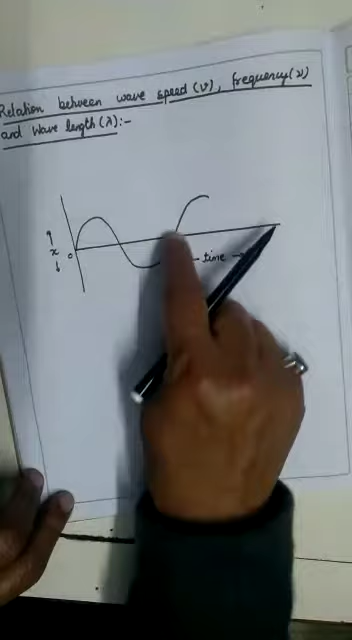 Relation between wave speed (v), frequency (ν)
and Wave length (λ):-
↑
x
↓
o
time →